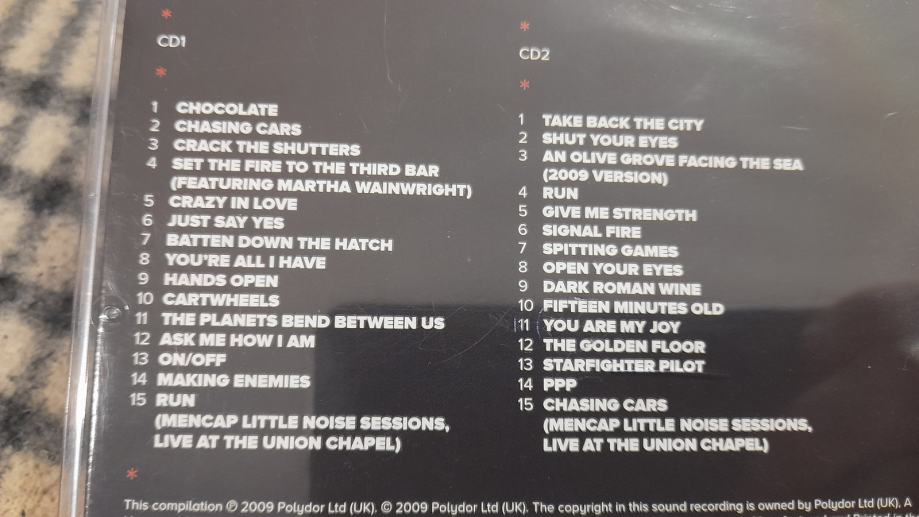 *
CD1
*
1 CHOCOLATE
2 CHASING CARS
3 CRACK THE SHUTTERS
4 SET THE FIRE TO THE THIRD BAR
(FEATURING MARTHA WAINWRIGHT)
5 CRAZY IN LOVE
6 JUST SAY YES
7 BATTEN DOWN THE HATCH
8 YOU'RE ALL I HAVE
9 HANDS OPEN
10 CARTWHEELS
11 THE PLANETS BEND BETWEEN US
12 ASK ME HOW I AM
13 ON/OFF
14 MAKING ENEMIES
15 RUN
(MENCAP LITTLE NOISE SESSIONS,
LIVE AT THE UNION CHAPEL)
*
*
CD2
*
1 TAKE BACK THE CITY
2 SHUT YOUR EYES
3 AN OLIVE GROVE FACING THE SEA
(2009 VERSION)
4 RUN
5 GIVE ME STRENGTH
6 SIGNAL FIRE
7 SPITTING GAMES
8 OPEN YOUR EYES
9 DARK ROMAN WINE
10 FIFTEEN MINUTES OLD
11 YOU ARE MY JOY
12 THE GOLDEN FLOOR
13 STARFIGHTER PILOT
14 PPP
15 CHASING CARS
(MENCAP LITTLE NOISE SESSIONS,
LIVE AT THE UNION CHAPEL)
This compilation ℗ 2009 Polydor Ltd (UK). © 2009 Polydor Ltd (UK). The copyright in this sound recording is owned by Polydor Ltd (UK). A